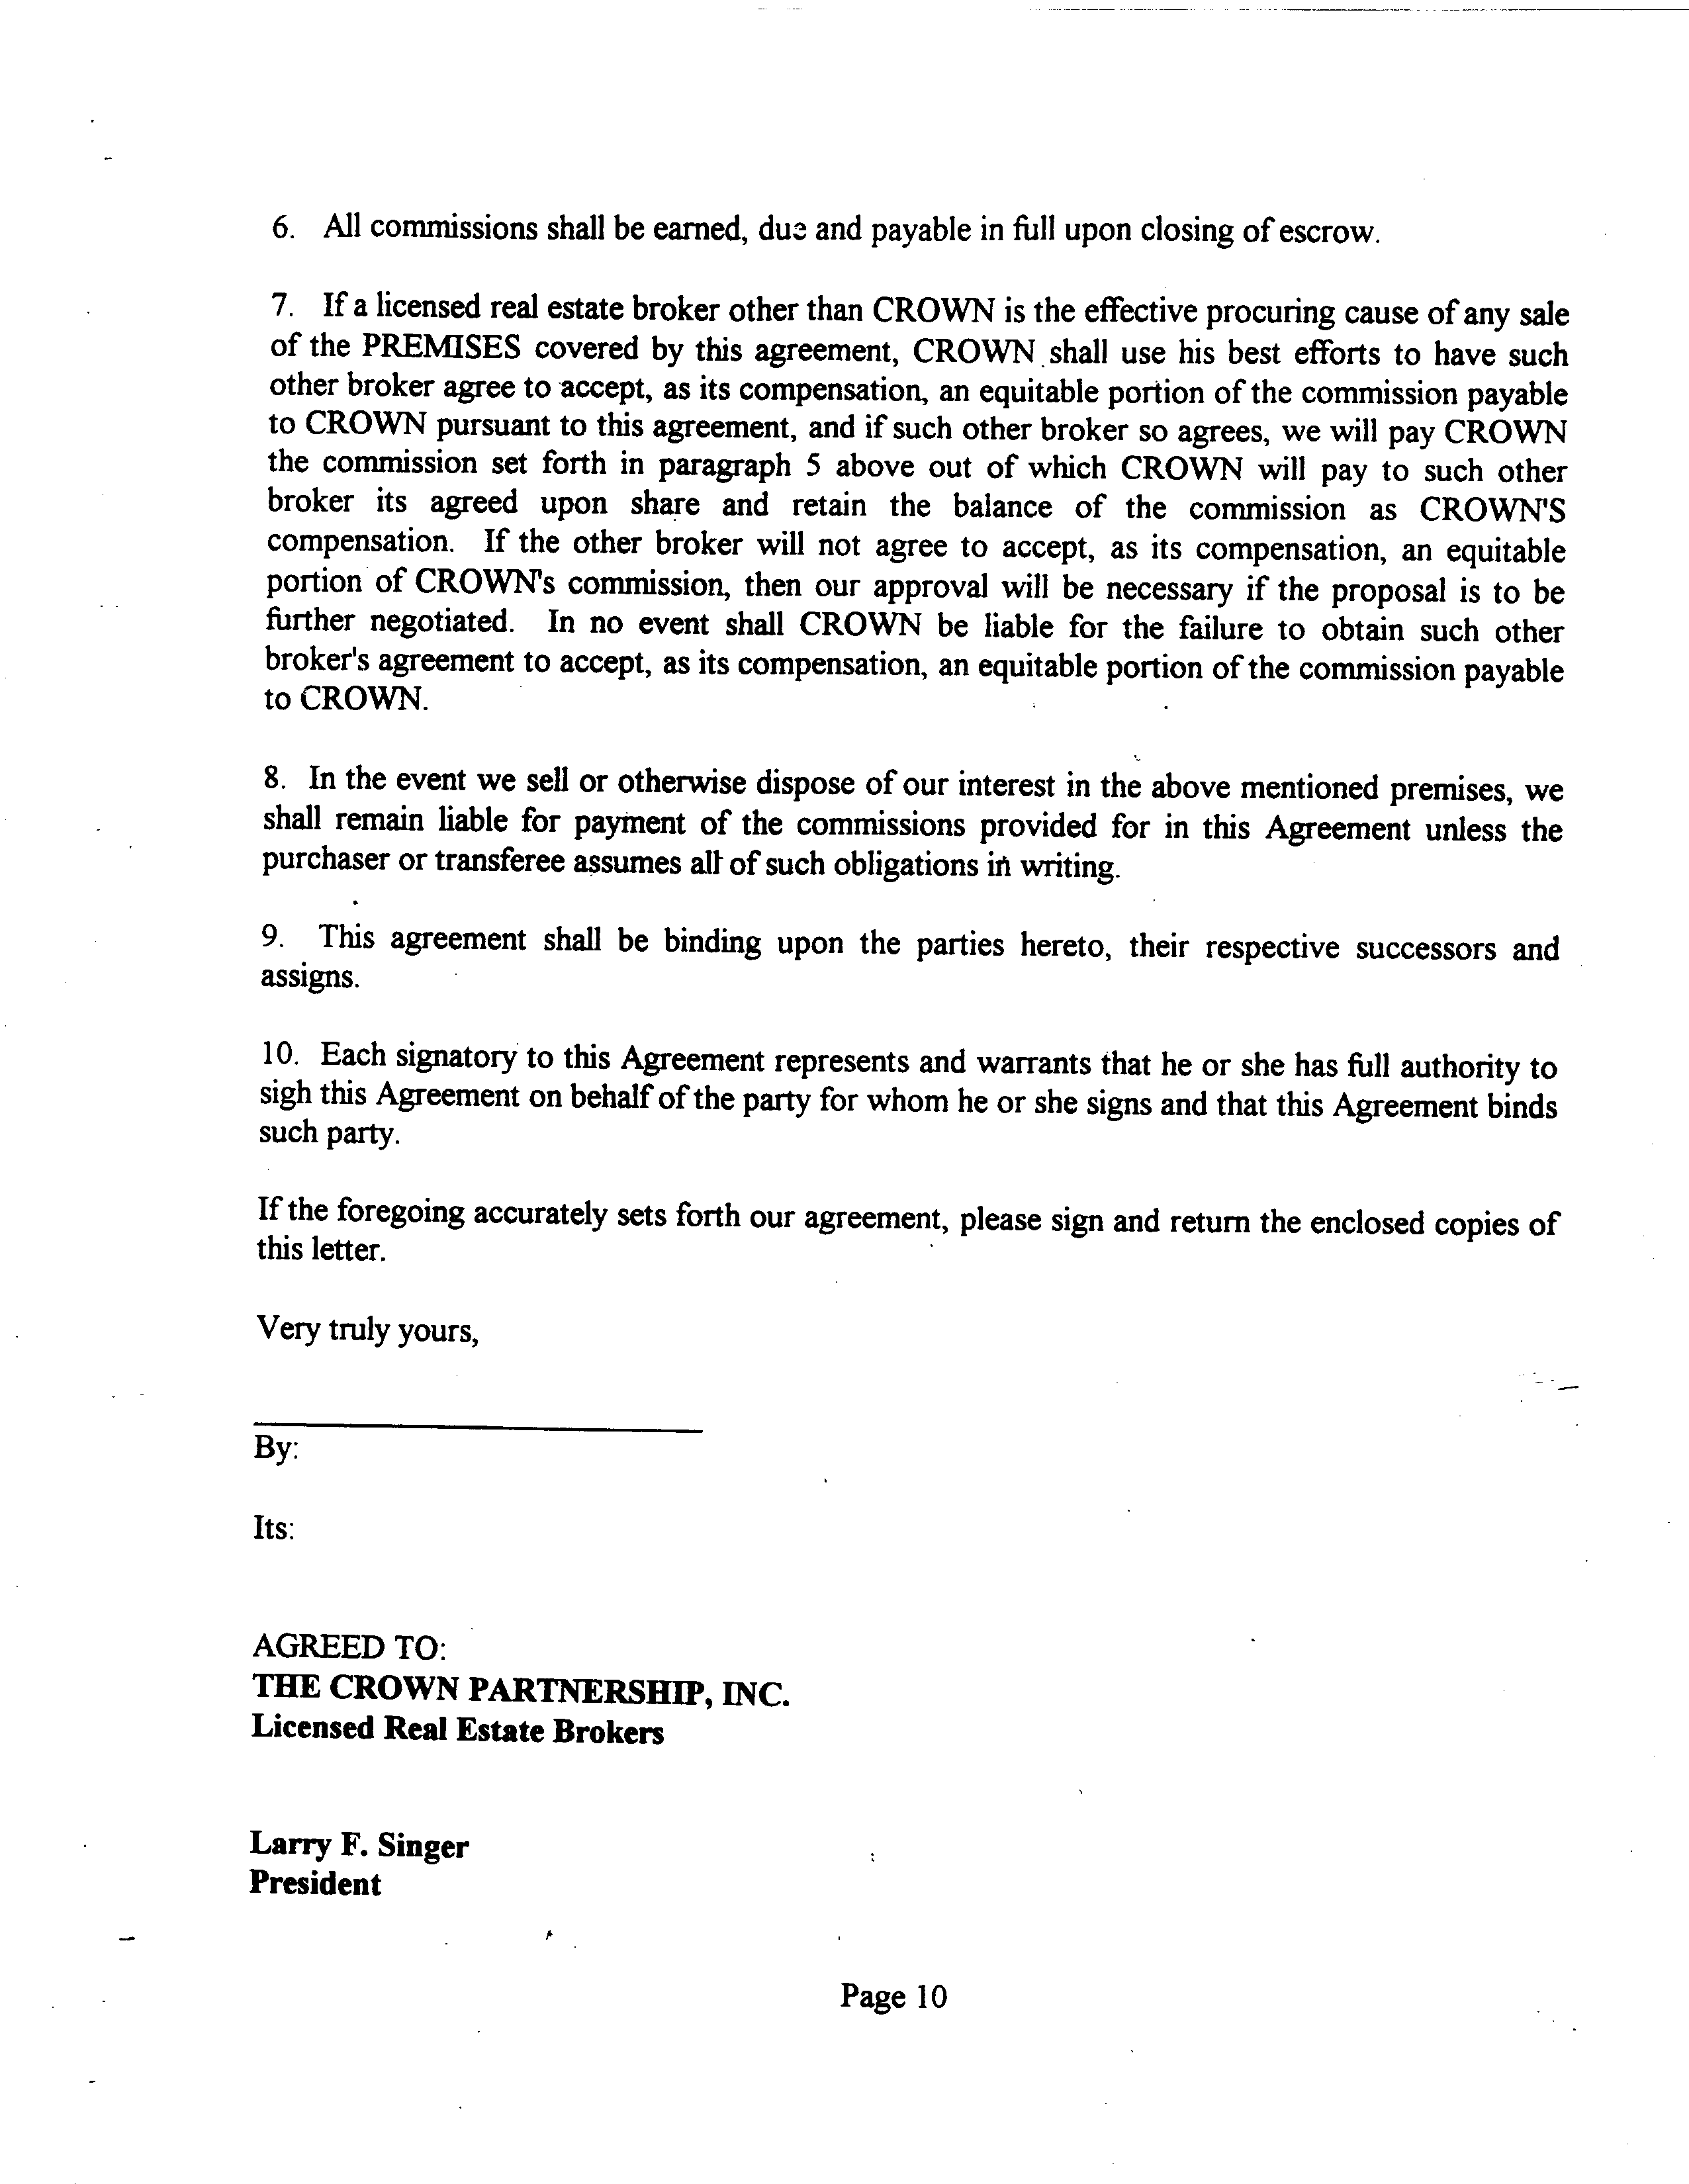 6. All commissions shall be earned, due and payable in full upon closing of escrow.
7. If a licensed real estate broker other than CROWN is the effective procuring cause of any sale
of the PREMISES covered by this agreement, CROWN shall use his best efforts to have such
other broker agree to accept, as its compensation, an equitable portion of the commission payable
to CROWN pursuant to this agreement, and if such other broker so agrees, we will pay CROWN
the commission set forth in paragraph 5 above out of which CROWN will pay to such other
broker its agreed upon share and retain the balance of the commission as CROWN'S
compensation. If the other broker will not agree to accept, as its compensation, an equitable
portion of CROWN's commission, then our approval will be necessary if the proposal is to be
further negotiated. In no event shall CROWN be liable for the failure to obtain such other
broker's agreement to accept, as its compensation, an equitable portion of the commission payable
to CROWN.
8. In the event we sell or otherwise dispose of our interest in the above mentioned premises, we
shall remain liable for payment of the commissions provided for in this Agreement unless the
purchaser or transferee assumes all of such obligations in writing.
9. This agreement shall be binding upon the parties hereto, their respective successors and
assigns.
10. Each signatory to this Agreement represents and warrants that he or she has full authority to
sigh this Agreement on behalf of the party for whom he or she signs and that this Agreement binds
such party.
If the foregoing accurately sets forth our agreement, please sign and return the enclosed copies of
this letter.
Very truly yours,
By:
Its:
AGREED TO:
THE CROWN PARTNERSHIP, INC.
Licensed Real Estate Brokers
Larry F. Singer
President
Page 10